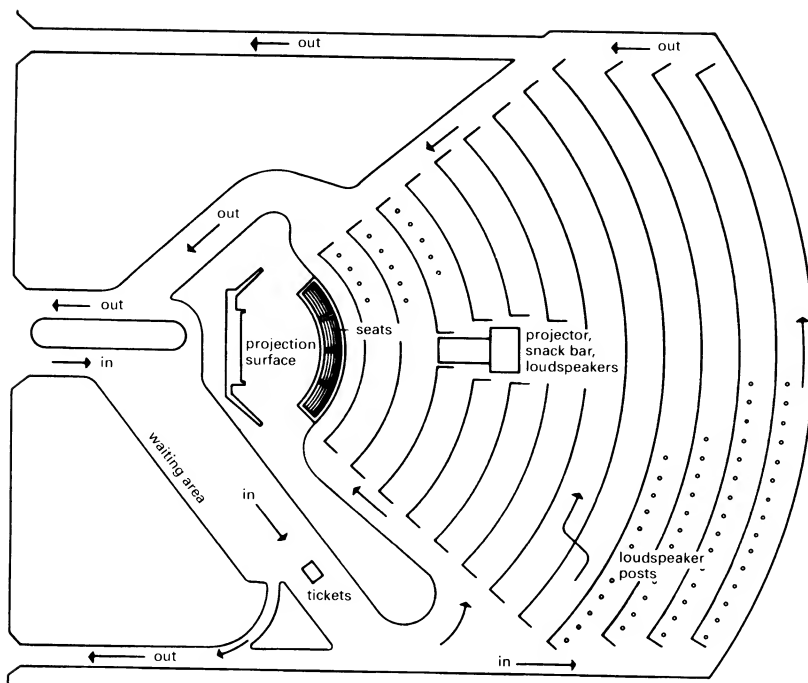 out
out
out
out
in
projection
surface
seats
projector,
snack bar,
loudspeakers
waiting area
in
tickets
loudspeaker
posts
out
in